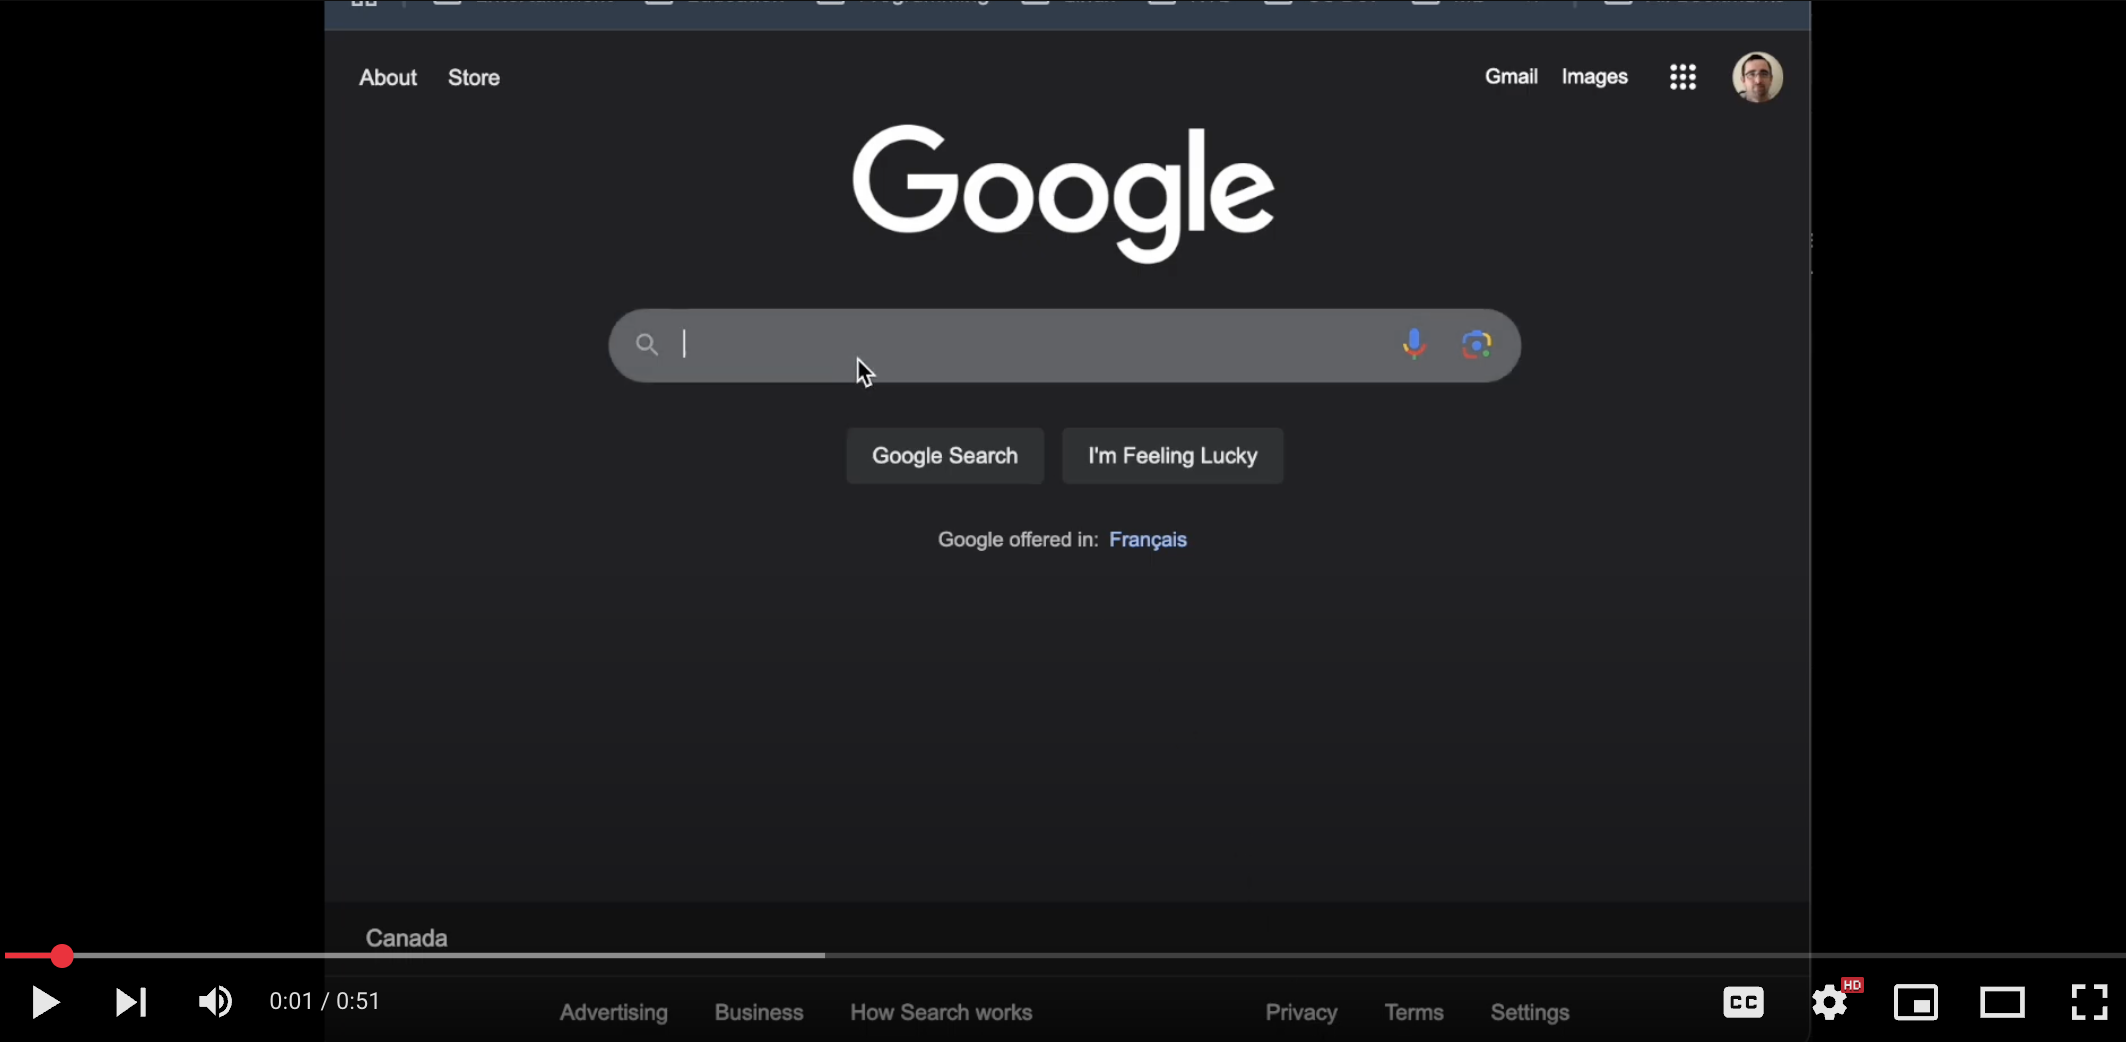 About Store
Gmail Images
Google
Google Search I'm Feeling Lucky
Google offered in: Français
Canada
0:01 / 0:51
Advertising Business How Search works Privacy Terms Settings
CC
HD